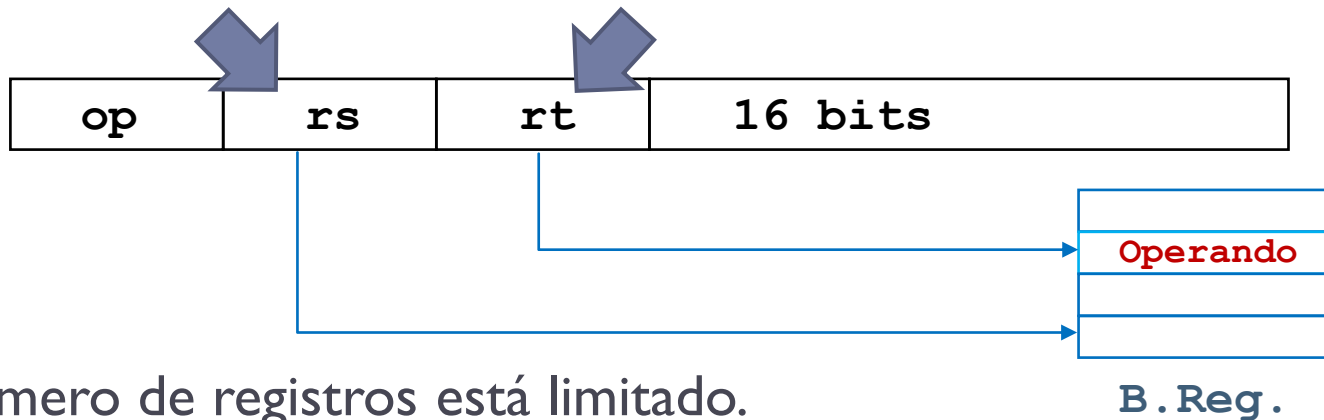 op rs rt 16 bits
Operando
mero de registros está limitado.
B.Reg.